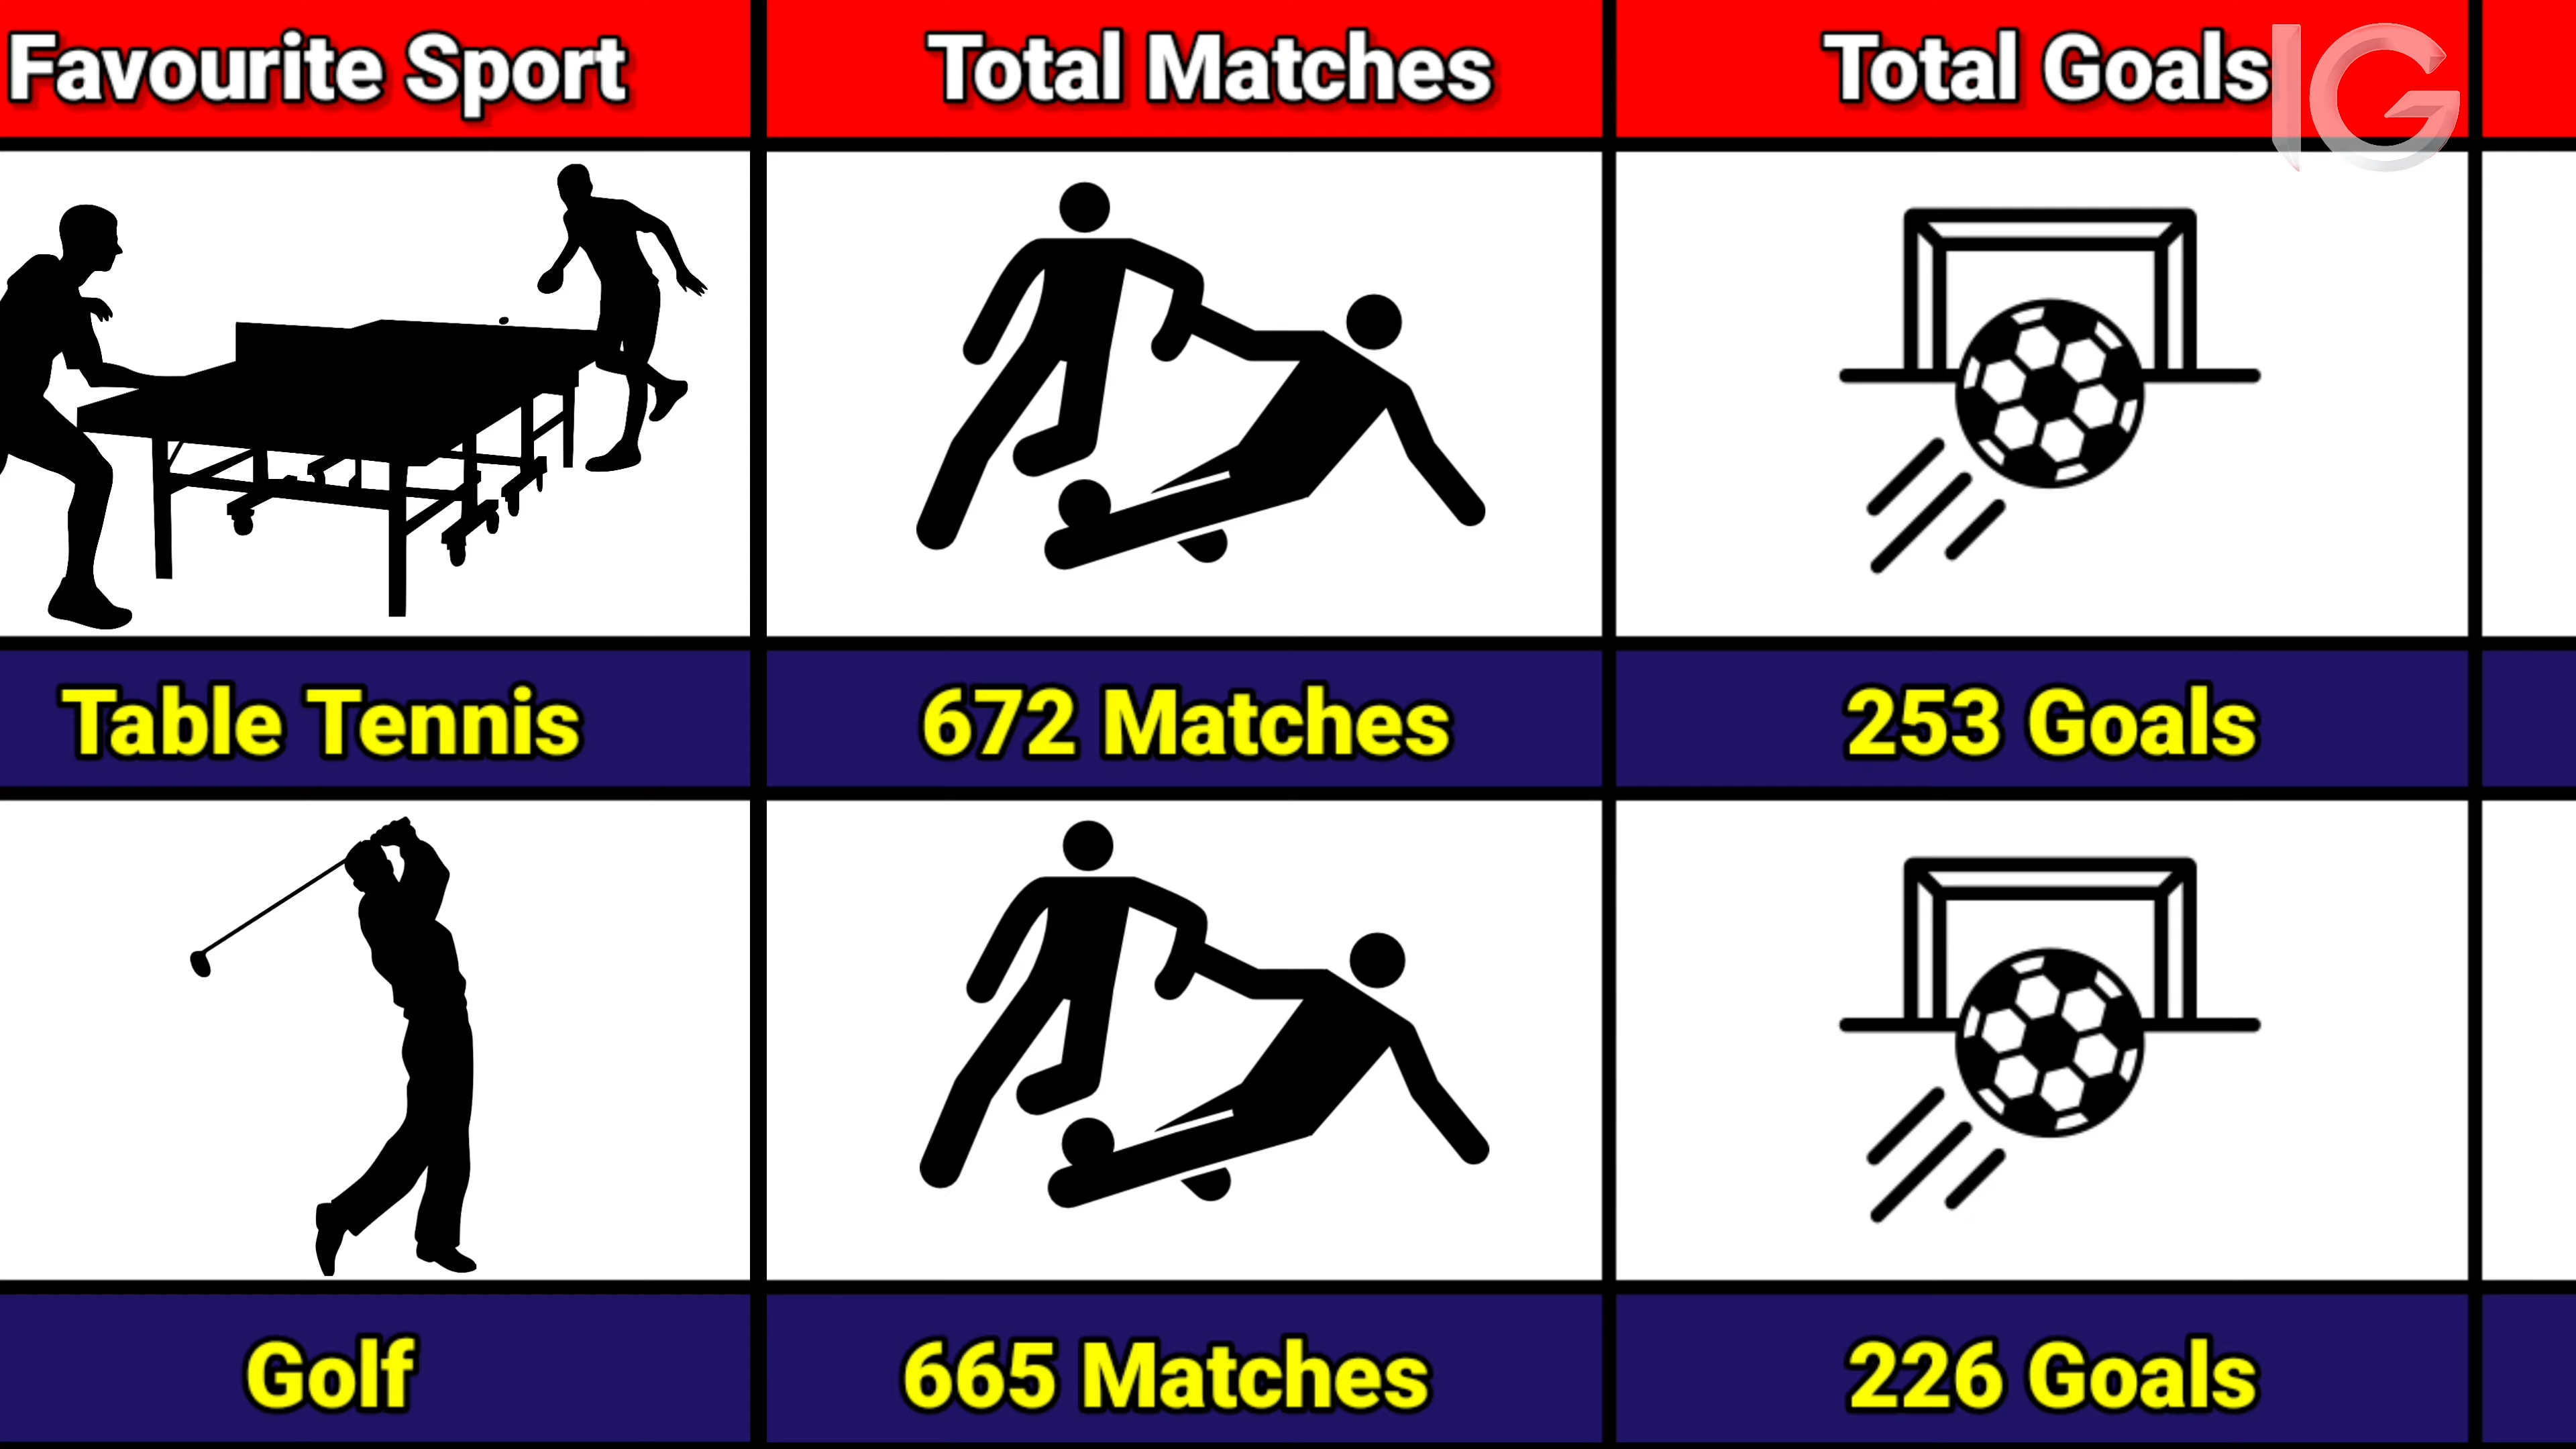 Favourite Sport
Total Matches
Total Goals
IG
Table Tennis
672 Matches
253 Goals
Golf
665 Matches
226 Goals